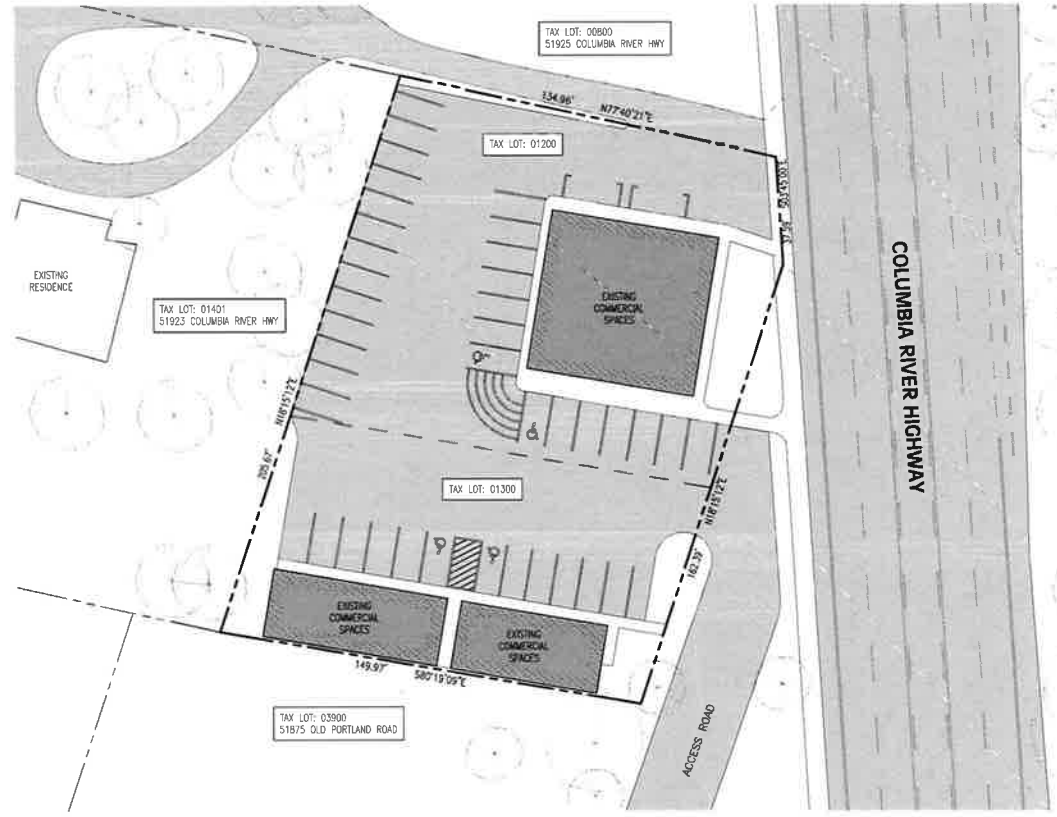 TAX LOT: 00800
51925 COLUMBIA RIVER HWY
134.96'
N77°40'21"E
TAX LOT: 01200
EXISTING
RESIDENCE
TAX LOT: 01401
51923 COLUMBIA RIVER HWY
EXISTING
COMMERCIAL
SPACES
COLUMBIA RIVER HIGHWAY
N18°15'12"E
205.67'
TAX LOT: 01300
N18°15'12"E
162.39'
EXISTING
COMMERCIAL
SPACES
EXISTING
COMMERCIAL
SPACES
149.97'
S80°19'09"E
TAX LOT: 03900
51875 OLD PORTLAND ROAD
ACCESS ROAD